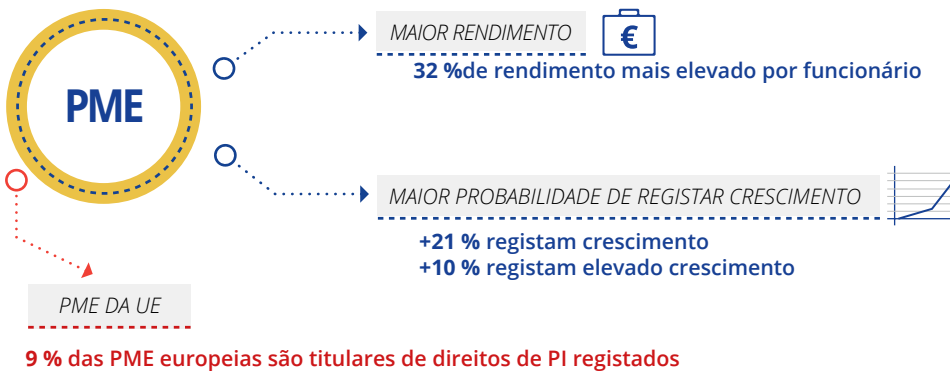 PME
MAIOR RENDIMENTO
€
32 %de rendimento mais elevado por funcionário
MAIOR PROBABILIDADE DE REGISTAR CRESCIMENTO
+21 % registam crescimento
+10 % registam elevado crescimento
PME DA UE
9 % das PME europeias são titulares de direitos de PI registados